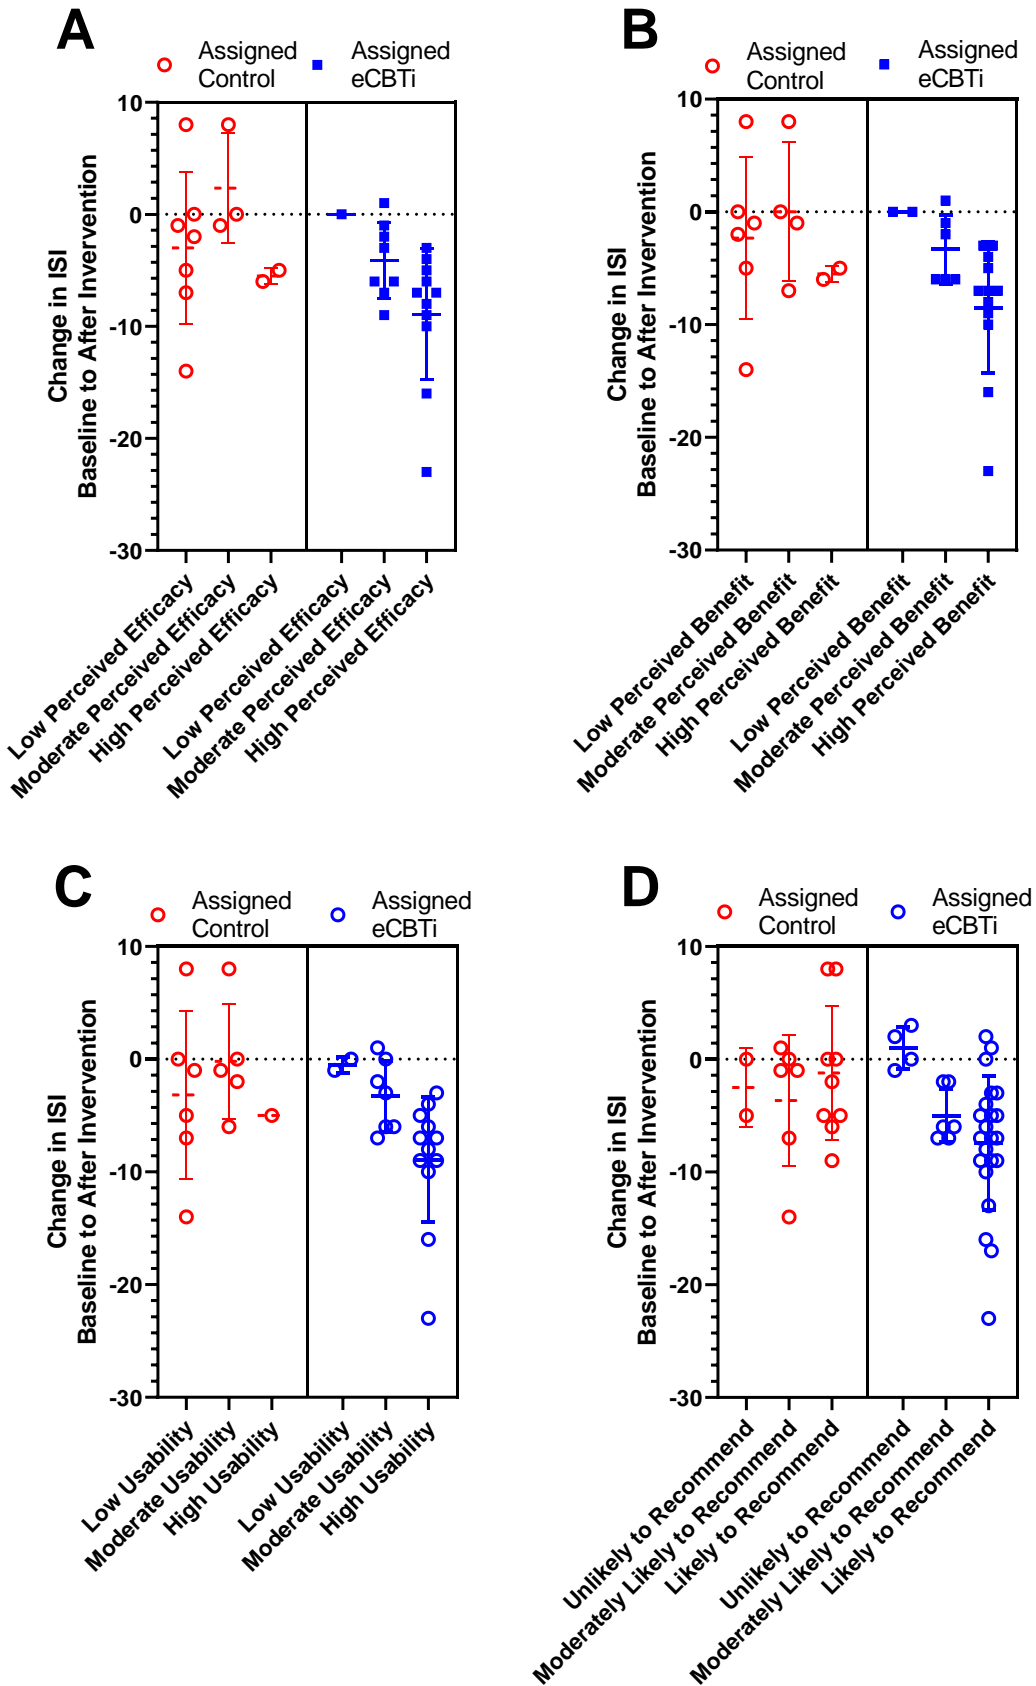 A
Assigned
Control
Assigned
eCBTi
Change in ISI
Baseline to After Invervention
10
0
-10
-20
-30
Low Perceived Efficacy
Moderate Perceived Efficacy
High Perceived Efficacy
Low Perceived Efficacy
Moderate Perceived Efficacy
High Perceived Efficacy
B
Assigned
Control
Assigned
eCBTi
Change in ISI
Baseline to After Invervention
10
0
-10
-20
-30
Low Perceived Benefit
Moderate Perceived Benefit
High Perceived Benefit
Low Perceived Benefit
Moderate Perceived Benefit
High Perceived Benefit
C
Assigned
Control
Assigned
eCBTi
Change in ISI
Baseline to After Invervention
10
0
-10
-20
-30
Low Usability
Moderate Usability
High Usability
Low Usability
Moderate Usability
High Usability
D
Assigned
Control
Assigned
eCBTi
Change in ISI
Baseline to After Invervention
10
0
-10
-20
-30
Unlikely to Recommend
Moderately Likely to Recommend
Likely to Recommend
Unlikely to Recommend
Moderately Likely to Recommend
Likely to Recommend